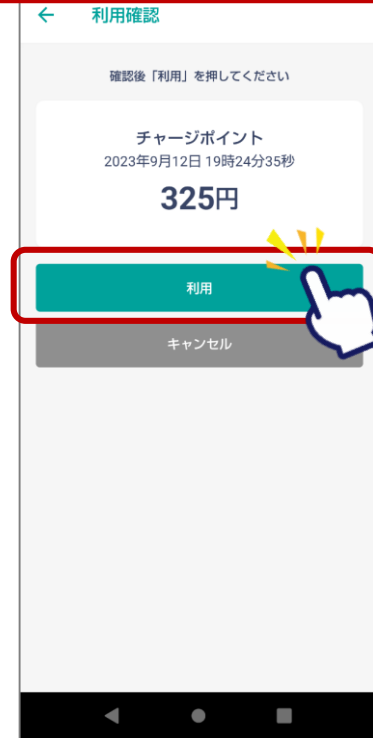 利用確認
確認後「利用」を押してください
チャージポイント
2023年9月12日 19時24分35秒
325円
利用
キャンセル